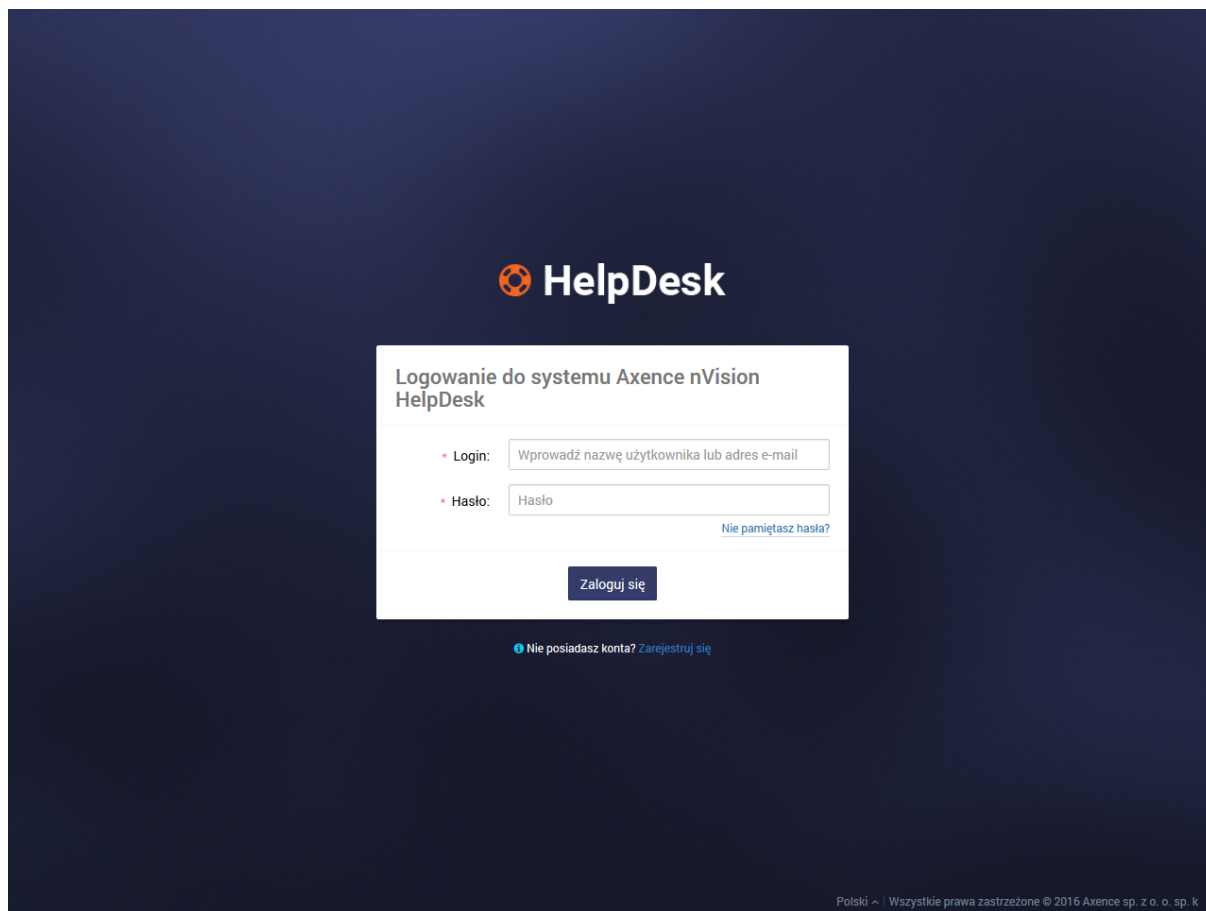 HelpDesk
Logowanie do systemu Axence nVision
HelpDesk
* Login:
Wprowadź nazwę użytkownika lub adres e-mail
* Hasło:
Hasło
Nie pamiętasz hasła?
Zaloguj się
Nie posiadasz konta? Zarejestruj się
Polski | Wszystkie prawa zastrzeżone © 2016 Axence sp. z o. o. sp. k